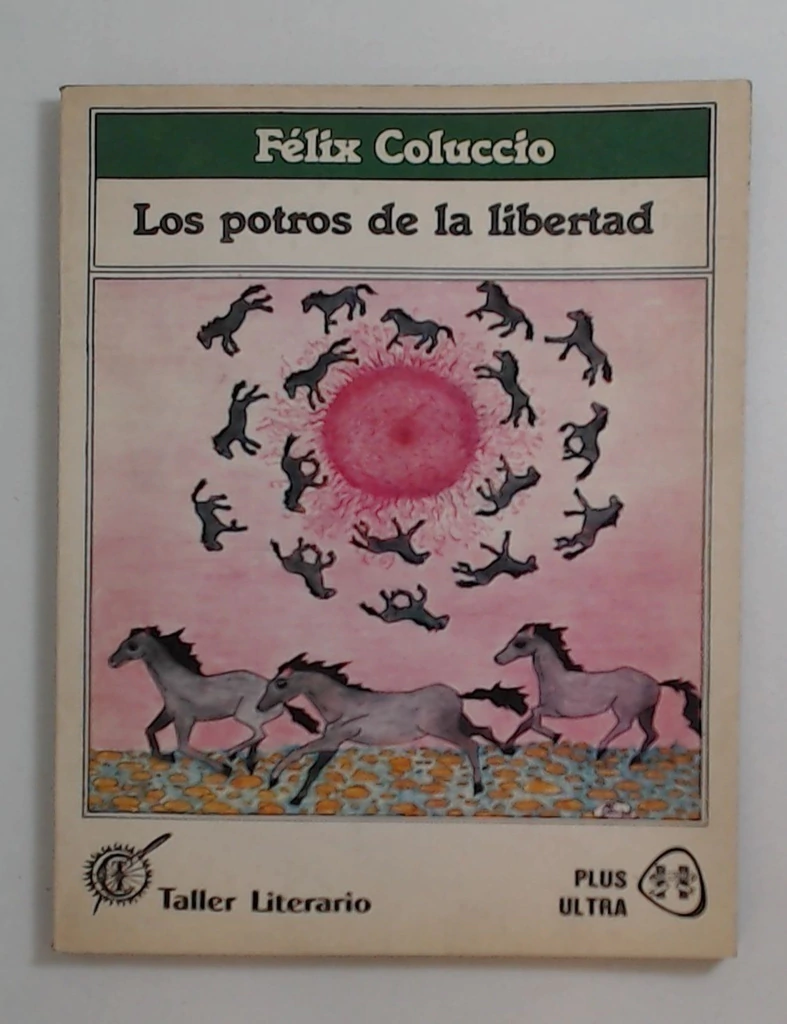 Félix Coluccio
Los potros de la libertad
Taller Literario
PLUS
ULTRA